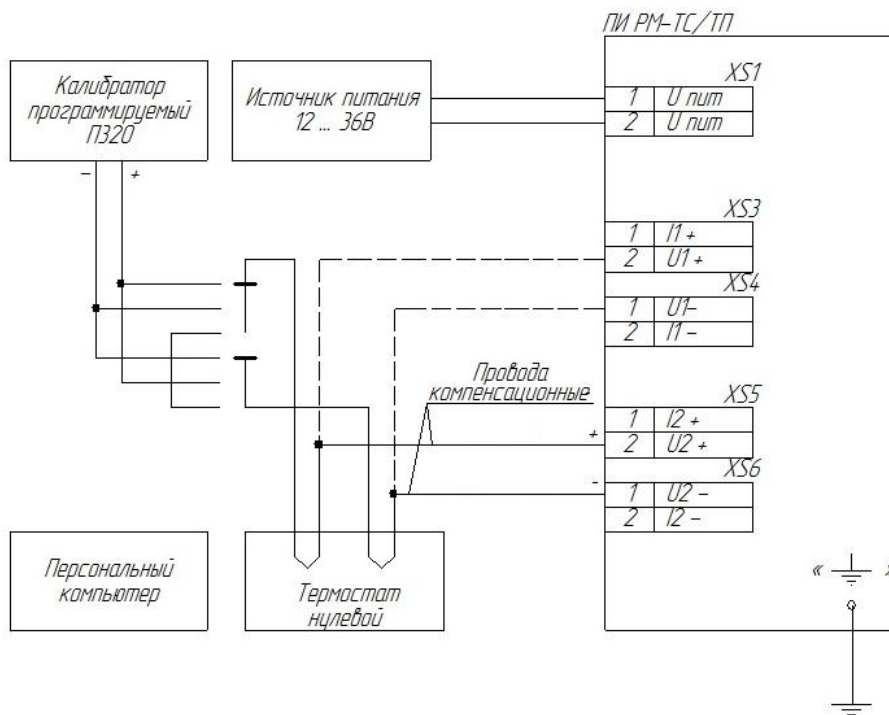 ПИ РМ-ТС/ТП
Калибратор
программируемый
П320
- +
Источник питания
12 ... 36В
XS1
1 U пит
2 U пит
XS3
1 I1 +
2 U1 +
XS4
1 U1-
2 I1 -
Провода
компенсационные
XS5
1 I2 +
+ 2 U2 +
XS6
- 1 U2 -
2 I2 -
Персональный
компьютер
Термостат
нулевой
« »